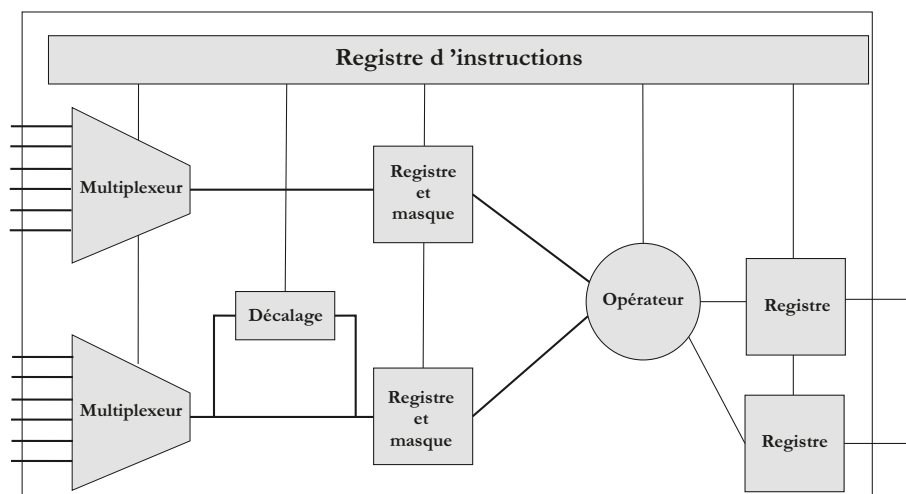 Registre d ’instructions
Multiplexeur
Registre
et
masque
Décalage
Opérateur
Registre
Multiplexeur
Registre
et
masque
Registre